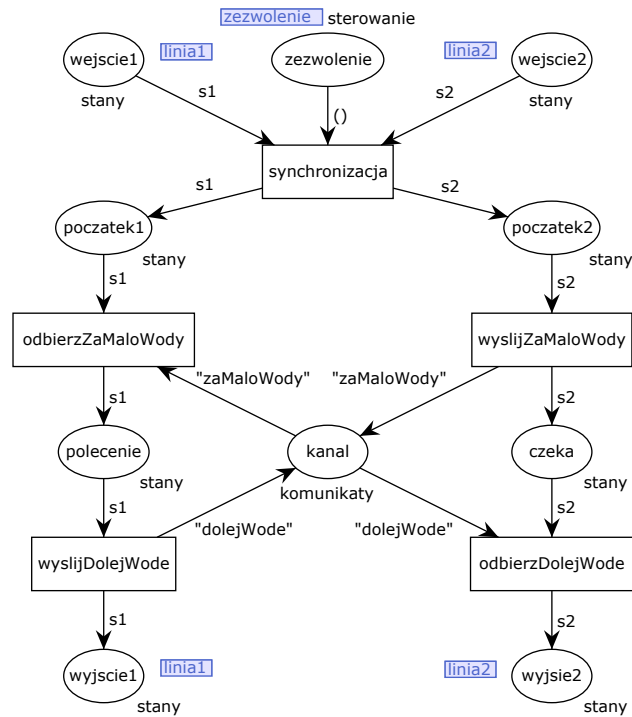 zezwolenie sterowanie
wejscie1
linia1
zezwolenie
linia2
wejscie2
stany
stany
s1
()
s2
synchronizacja
s1
s2
poczatek1
poczatek2
stany
stany
s1
s2
odbierzZaMaloWody
wyslijZaMaloWody
"zaMaloWody"
"zaMaloWody"
s1
s2
polecenie
kanal
czeka
stany
komunikaty
stany
s1
s2
"dolejWode"
"dolejWode"
wyslijDolejWode
odbierzDolejWode
s1
s2
linia1
linia2
wyjscie1
wyjsie2
stany
stany